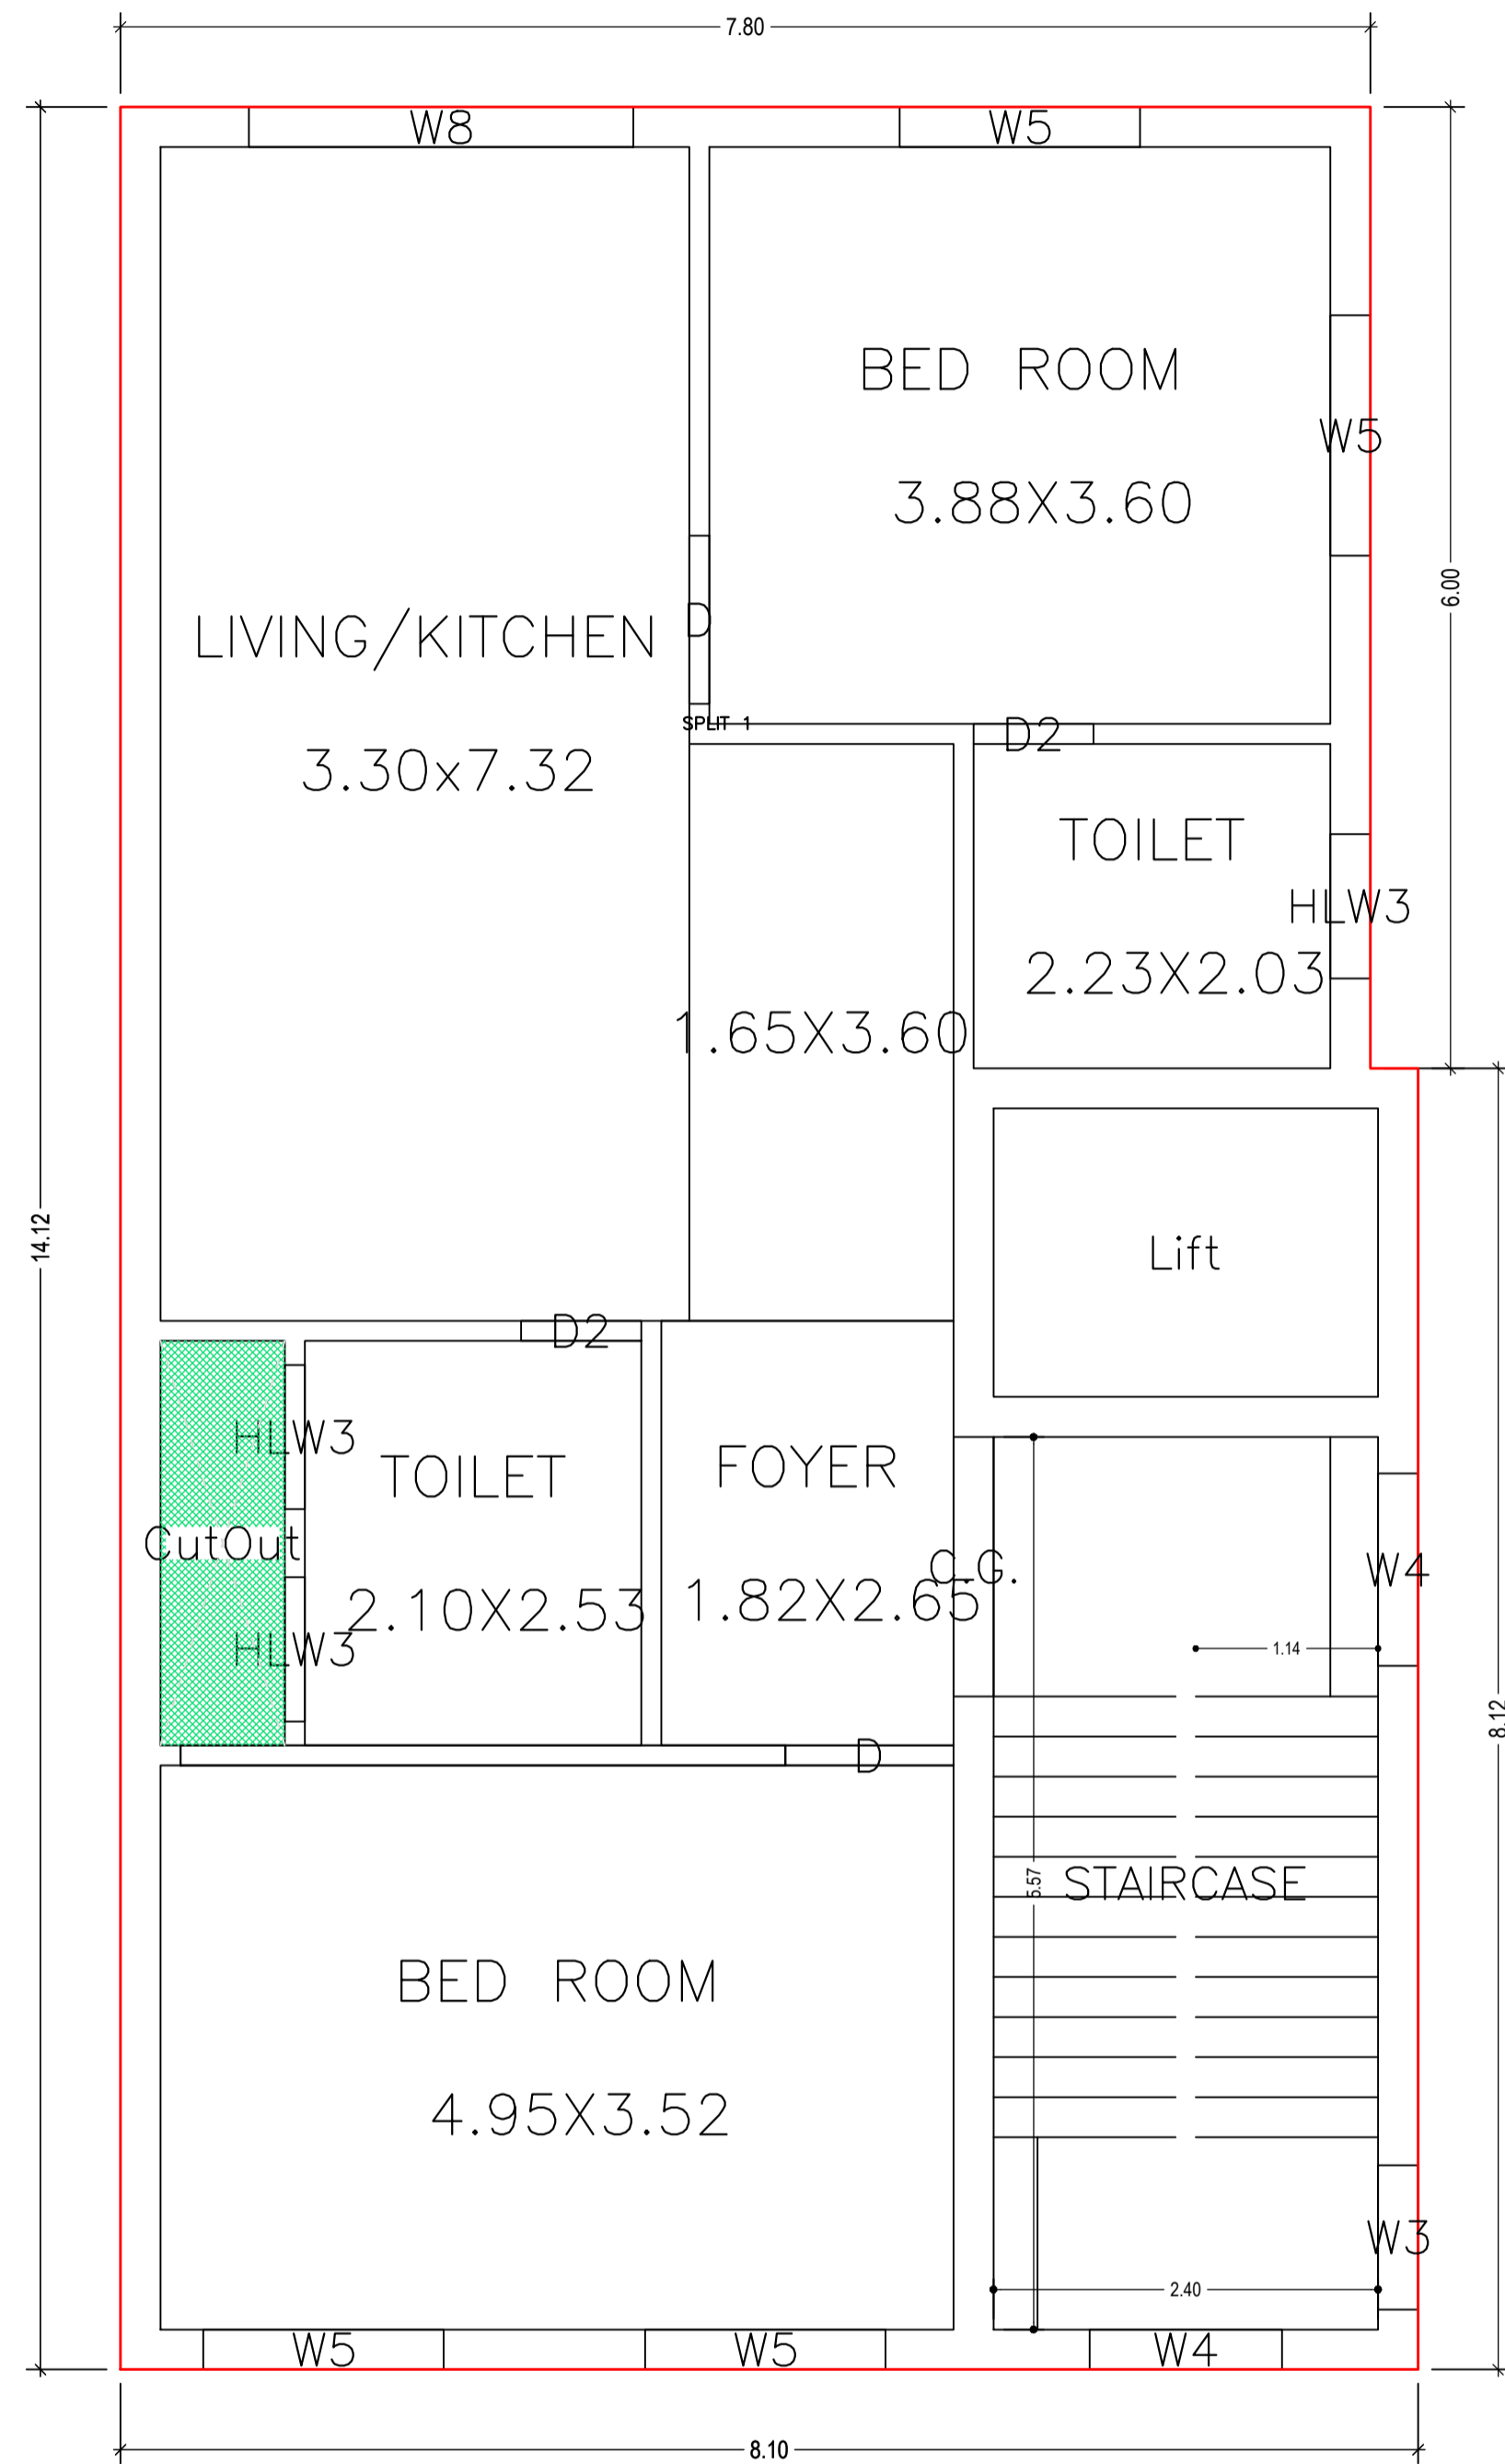 7.80
W8
W5
BED ROOM
W5
3.88X3.60
6.00
LIVING/KITCHEN
D
SPLIT 1
D2
3.30x7.32
TOILET
HLW3
2.23X2.03
1.65X3.60
14.12
Lift
D2
HLW3
TOILET
FOYER
CutOut
C.G.
W4
2.10X2.53
1.82X2.65
HLW3
1.14
8.12
D
5.57
STAIRCASE
BED ROOM
4.95X3.52
W3
2.40
W5
W5
W4
8.10